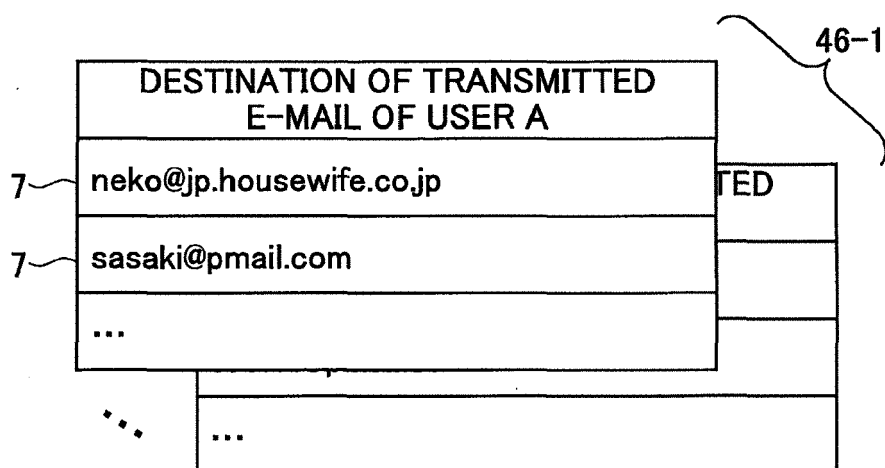 46-1
DESTINATION OF TRANSMITTED
E-MAIL OF USER A
7 neko@jp.housewife.co.jp
TED
7 sasaki@pmail.com
...
...